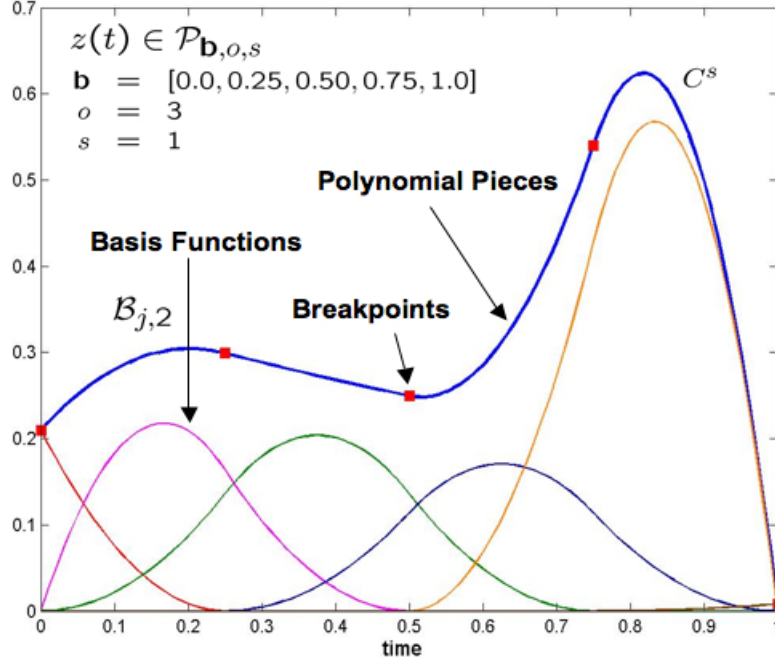 0.7
z(t) ∈ 𝒫_{b,o,s}
b = [0.0, 0.25, 0.50, 0.75, 1.0]
o = 3
s = 1
C^s
0.6
0.5
Polynomial Pieces
0.4
Basis Functions
ℬ_{j,2}
Breakpoints
0.3
0.2
0.1
0
0 0.1 0.2 0.3 0.4 0.5 0.6 0.7 0.8 0.9
time